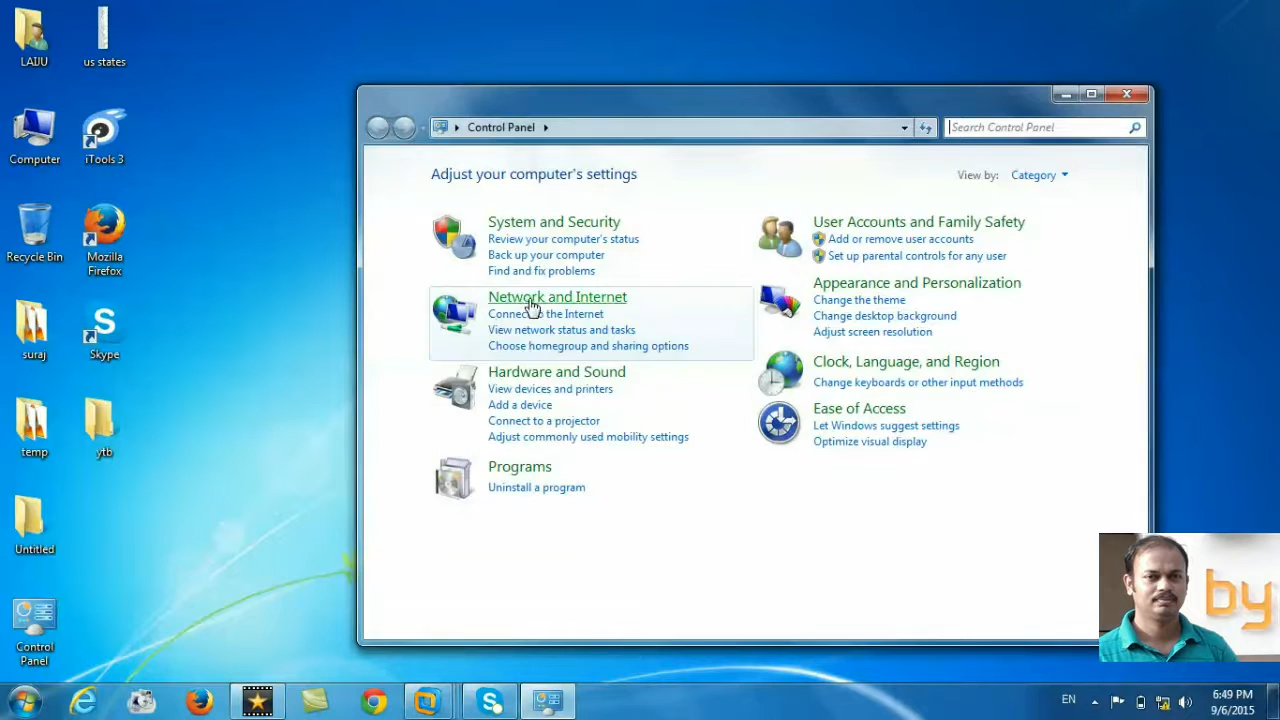 LAIJU
us states
Computer
iTools 3
Recycle Bin
Mozilla
Firefox
suraj
Skype
temp
ytb
Untitled
Control
Panel
Control Panel
Search Control Panel
Adjust your computer's settings
View by: Category
System and Security
Review your computer's status
Back up your computer
Find and fix problems
Network and Internet
Connect to the Internet
View network status and tasks
Choose homegroup and sharing options
Hardware and Sound
View devices and printers
Add a device
Connect to a projector
Adjust commonly used mobility settings
Programs
Uninstall a program
User Accounts and Family Safety
Add or remove user accounts
Set up parental controls for any user
Appearance and Personalization
Change the theme
Change desktop background
Adjust screen resolution
Clock, Language, and Region
Change keyboards or other input methods
Ease of Access
Let Windows suggest settings
Optimize visual display
by
EN
6:49 PM
9/6/2015